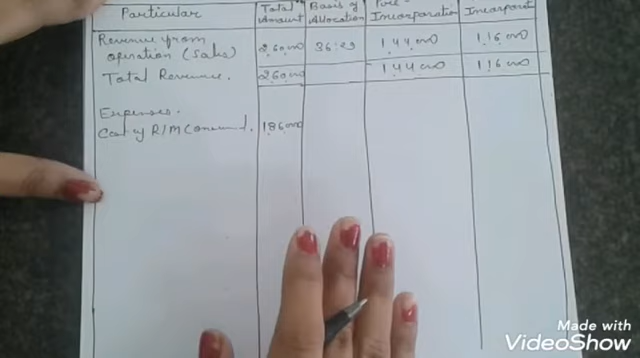 Particular Total Amount Basis of Allocation Pre- Incorporation Incorporat
Revenue from
operation (sales) 2,60,000 36:29 1,44,000 1,16,000
Total Revenue. 2,60,000 1,44,000 1,16,000
Expenses.
Cost of R/M Consumed. 1,86,000
Made with
VideoShow